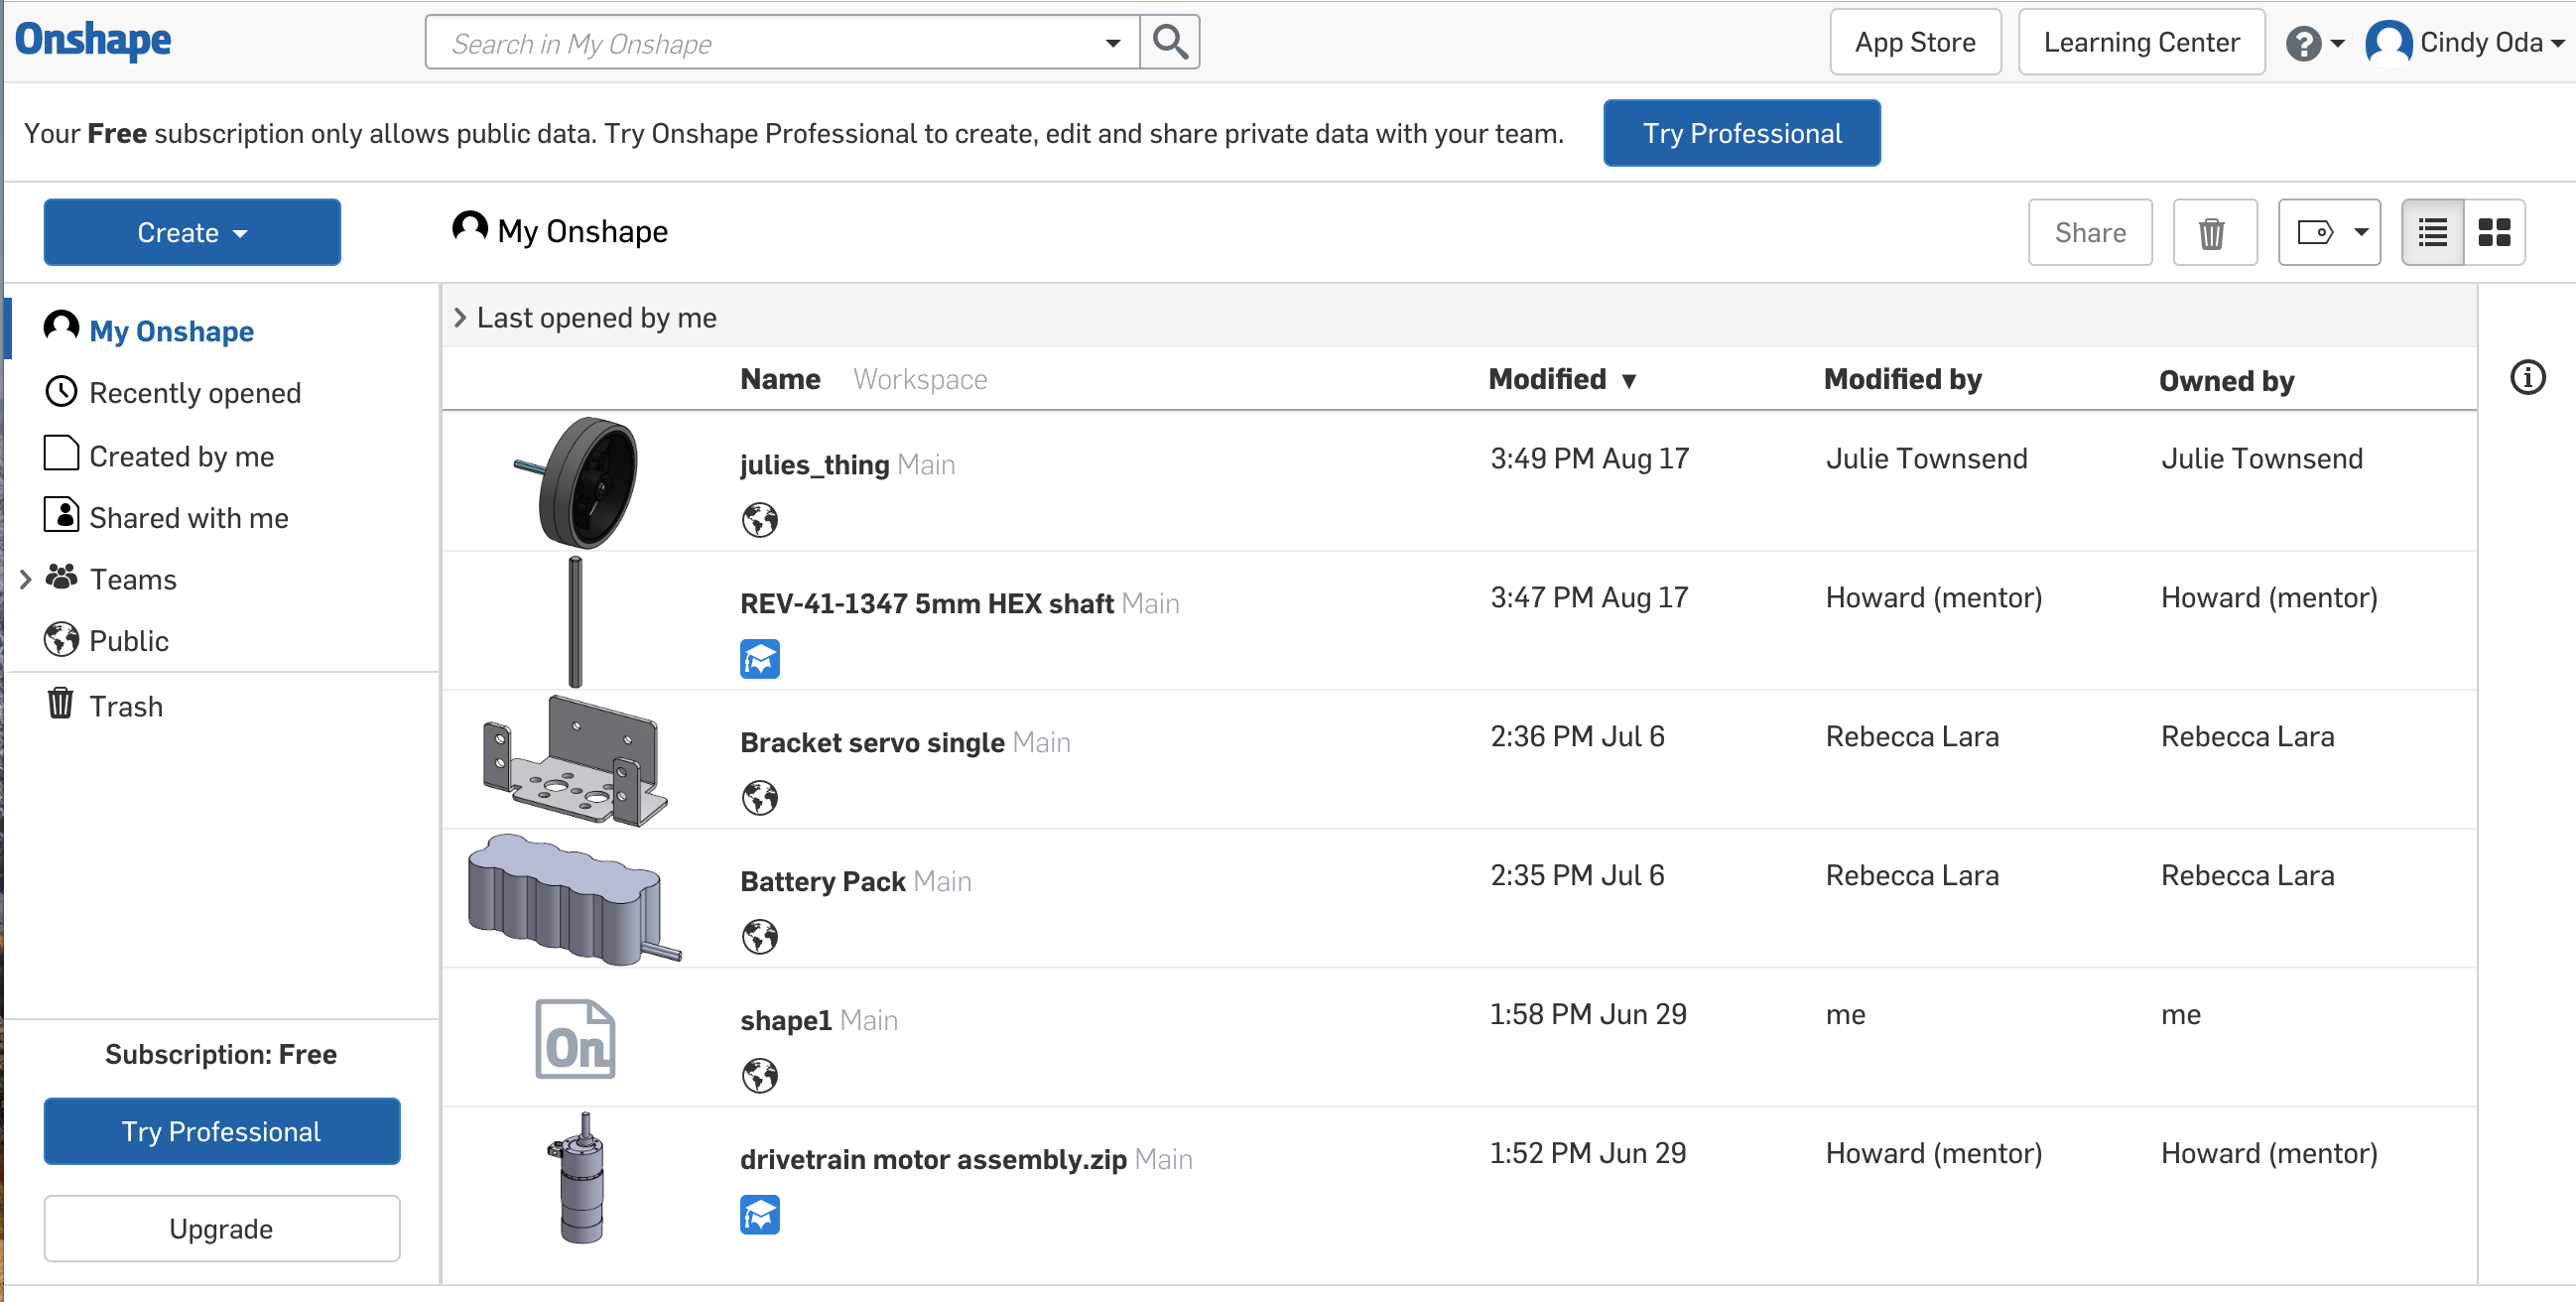 Onshape
Search in My Onshape
App Store
Learning Center
?
Cindy Oda
Your Free subscription only allows public data. Try Onshape Professional to create, edit and share private data with your team.
Try Professional
Create
My Onshape
Share
My Onshape
Recently opened
Created by me
Shared with me
Teams
Public
Trash
Subscription: Free
Try Professional
Upgrade
Last opened by me
Name Workspace Modified ▼ Modified by Owned by
julies_thing Main 3:49 PM Aug 17 Julie Townsend Julie Townsend
REV-41-1347 5mm HEX shaft Main 3:47 PM Aug 17 Howard (mentor) Howard (mentor)
Bracket servo single Main 2:36 PM Jul 6 Rebecca Lara Rebecca Lara
Battery Pack Main 2:35 PM Jul 6 Rebecca Lara Rebecca Lara
On
shape1 Main 1:58 PM Jun 29 me me
drivetrain motor assembly.zip Main 1:52 PM Jun 29 Howard (mentor) Howard (mentor)